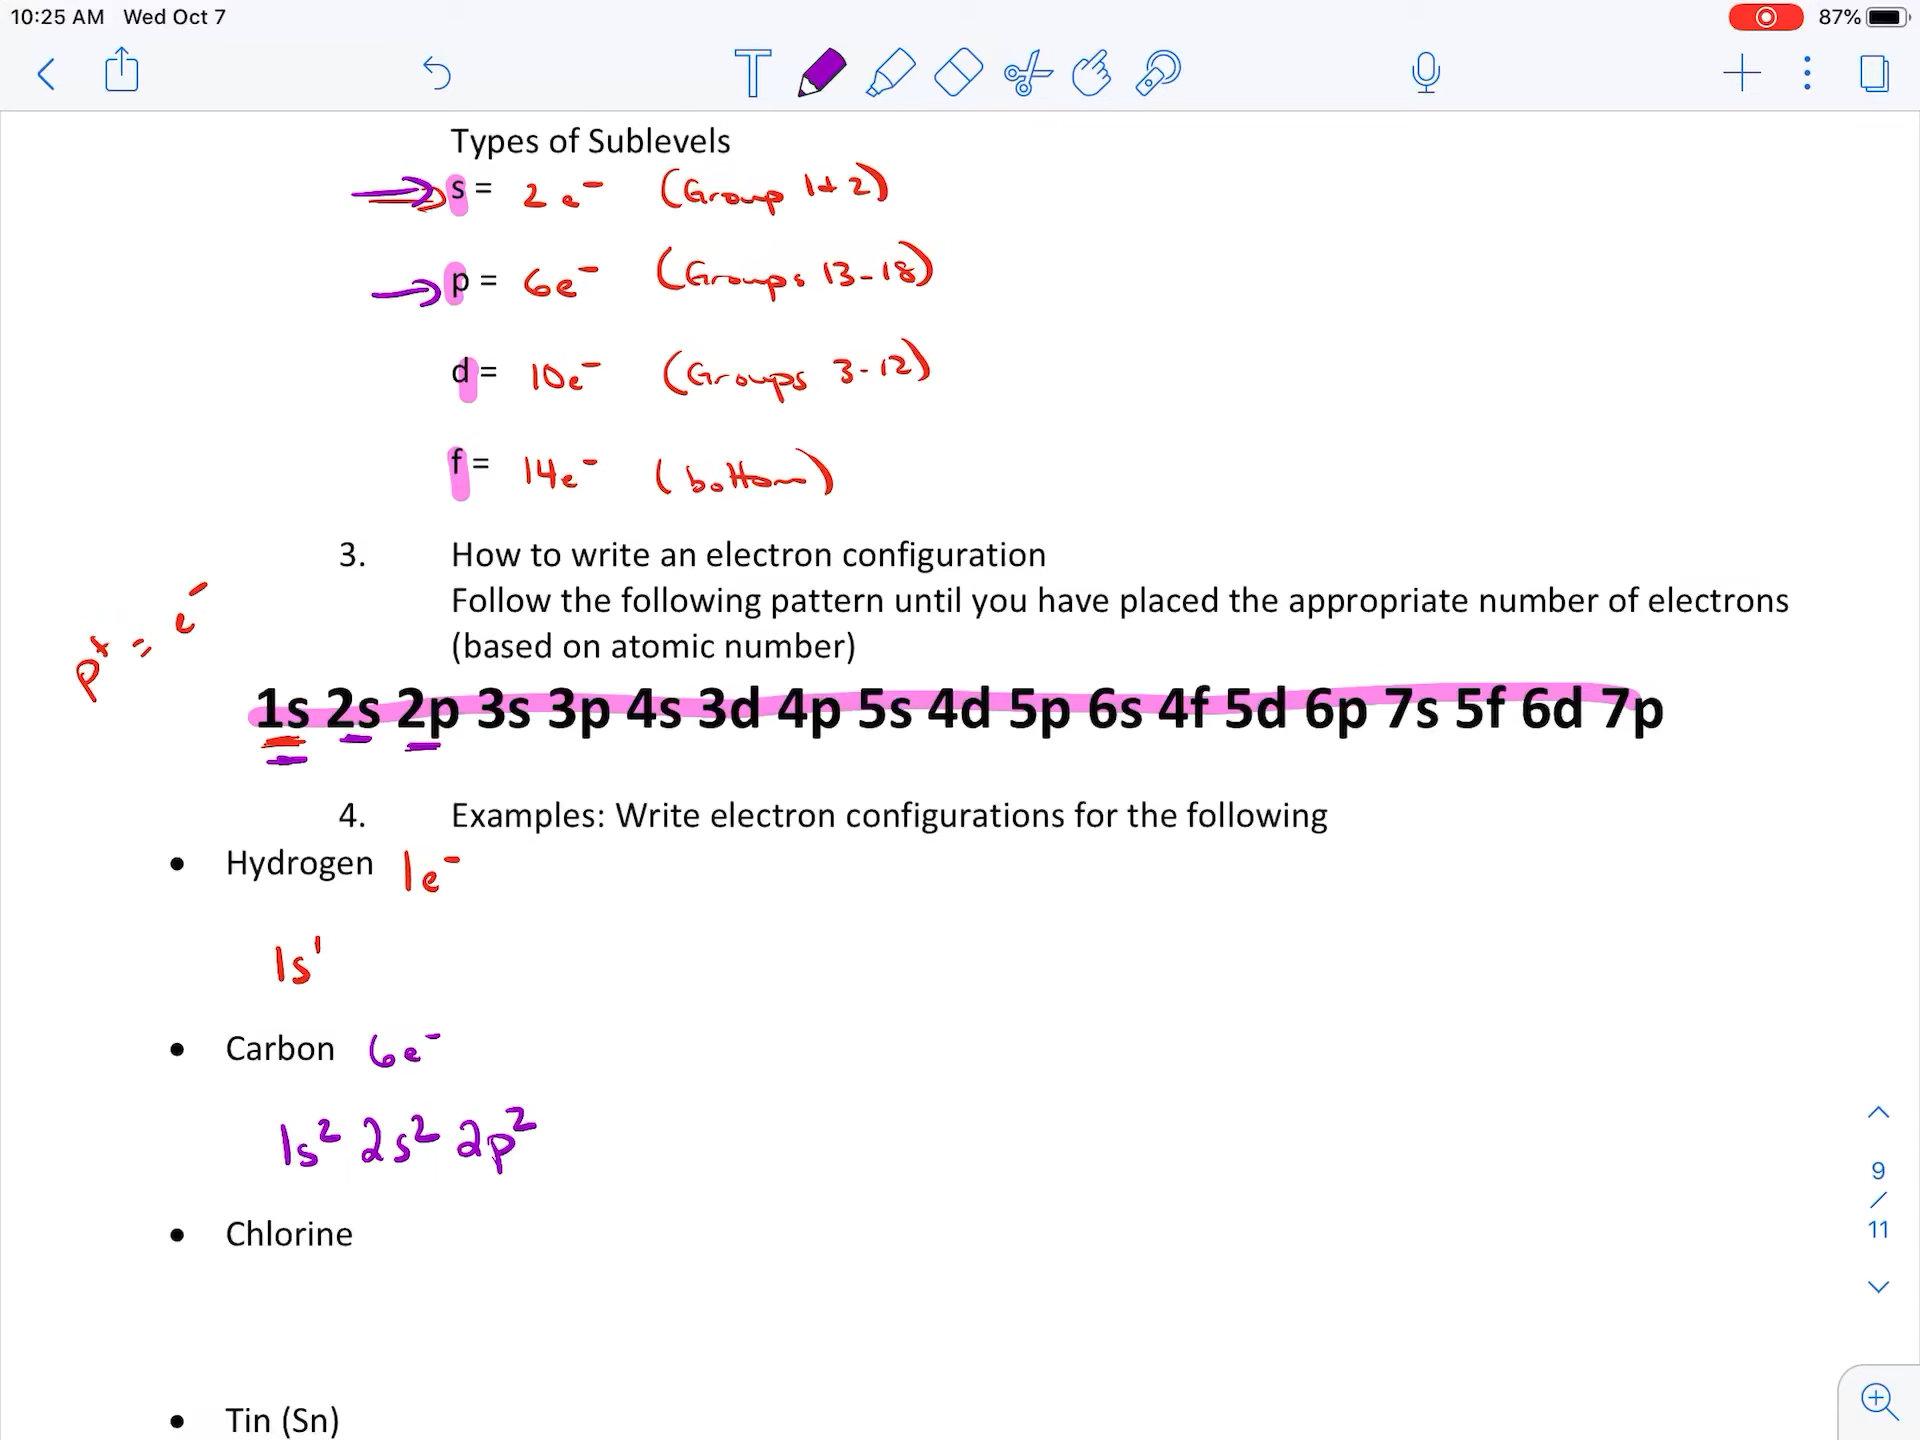 10:25 AM Wed Oct 7 87%
T
Types of Sublevels
s = 2e⁻ (Group 1+2)
p = 6e⁻ (Groups 13-18)
d = 10e⁻ (Groups 3-12)
f = 14e⁻ (bottom)
3. How to write an electron configuration
Follow the following pattern until you have placed the appropriate number of electrons
(based on atomic number)
p⁺ = e⁻
1s 2s 2p 3s 3p 4s 3d 4p 5s 4d 5p 6s 4f 5d 6p 7s 5f 6d 7p
4. Examples: Write electron configurations for the following
• Hydrogen 1e⁻
1s¹
• Carbon 6e⁻
1s² 2s² 2p²
• Chlorine
• Tin (Sn)
9
/
11